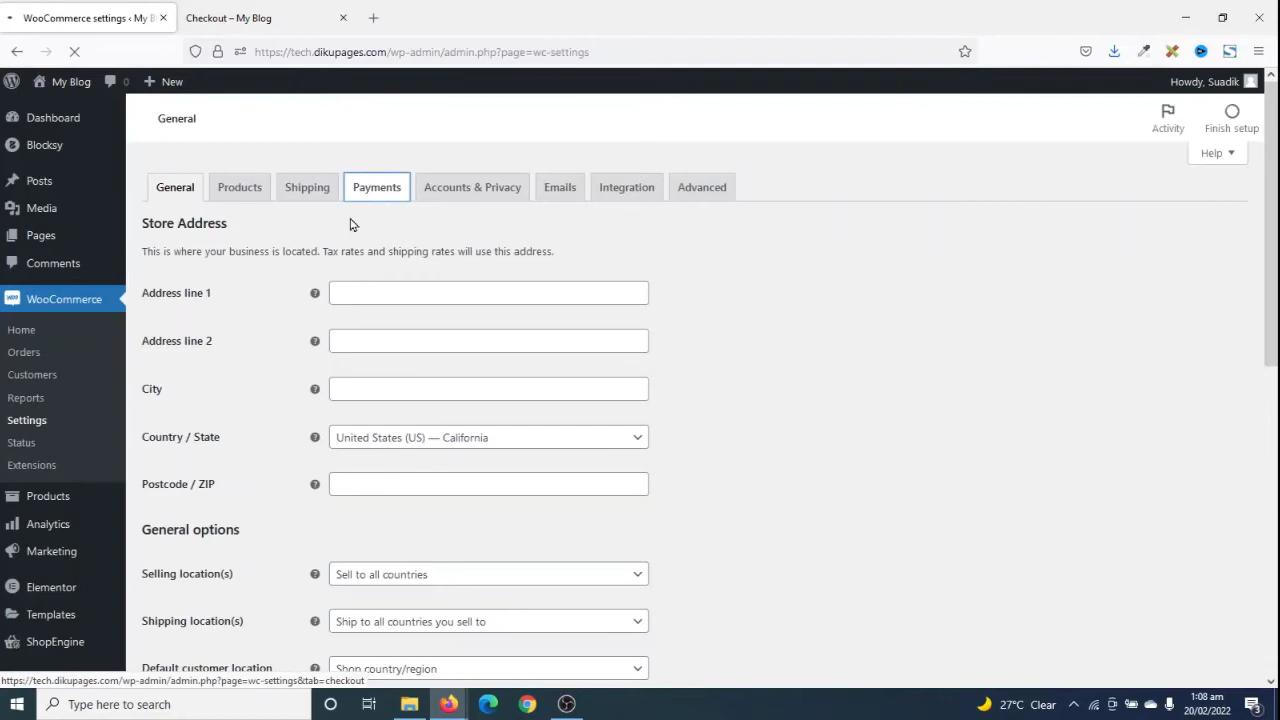 WooCommerce settings ‹ My B
Checkout – My Blog
https://tech.dikupages.com/wp-admin/admin.php?page=wc-settings
My Blog
0
New
Howdy, Suadik
Dashboard
Blocksy
Posts
Media
Pages
Comments
WooCommerce
Home
Orders
Customers
Reports
Settings
Status
Extensions
Products
Analytics
Marketing
Elementor
Templates
ShopEngine
General
Activity
Finish setup
Help
General
Products
Shipping
Payments
Accounts & Privacy
Emails
Integration
Advanced
Store Address
This is where your business is located. Tax rates and shipping rates will use this address.
Address line 1
Address line 2
City
Country / State
United States (US) — California
Postcode / ZIP
General options
Selling location(s)
Sell to all countries
Shipping location(s)
Ship to all countries you sell to
Default customer location
Shop country/region
https://tech.dikupages.com/wp-admin/admin.php?page=wc-settings&tab=checkout
Type here to search
27°C Clear
1:08 am
20/02/2022
3